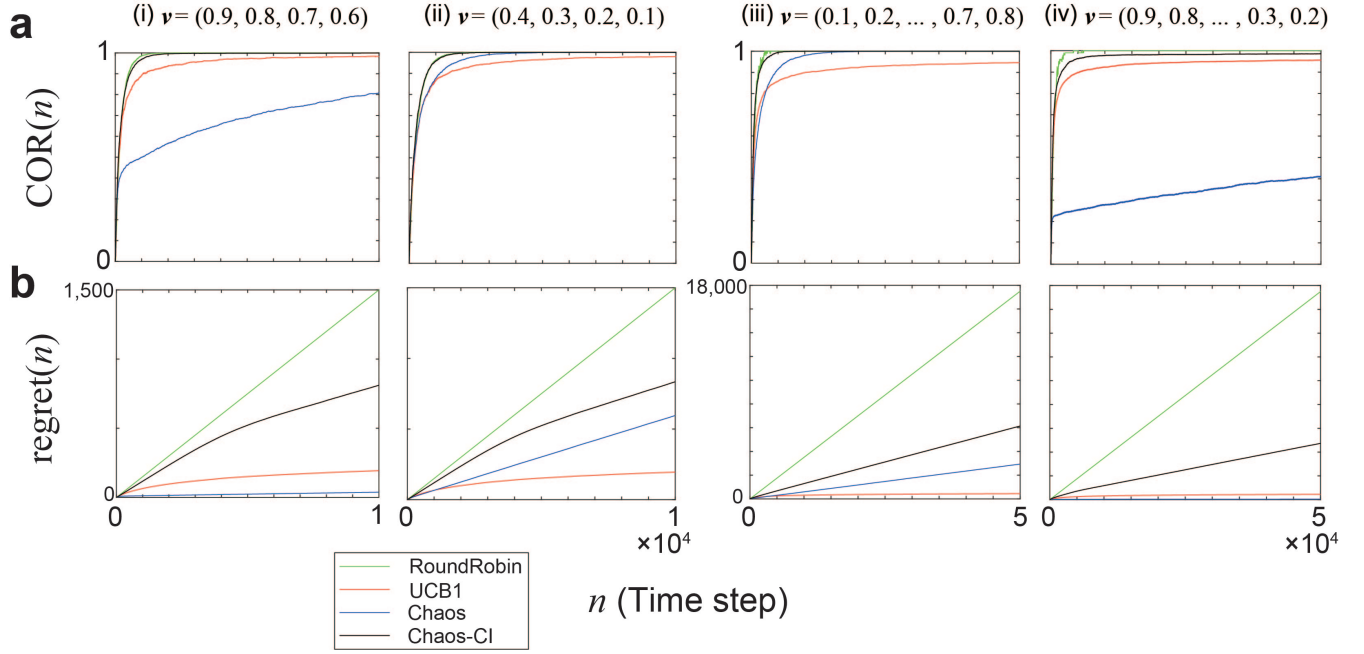 a
(i) v = (0.9, 0.8, 0.7, 0.6)
(ii) v = (0.4, 0.3, 0.2, 0.1)
(iii) v = (0.1, 0.2, ... , 0.7, 0.8)
(iv) v = (0.9, 0.8, ... , 0.3, 0.2)
1
1
1
1
COR(n)
0
0
0
0
b
1,500
18,000
regret(n)
0
0
0
1
0
1
×10⁴
0
5
0
5
×10⁴
RoundRobin
UCB1
Chaos
Chaos-CI
n (Time step)